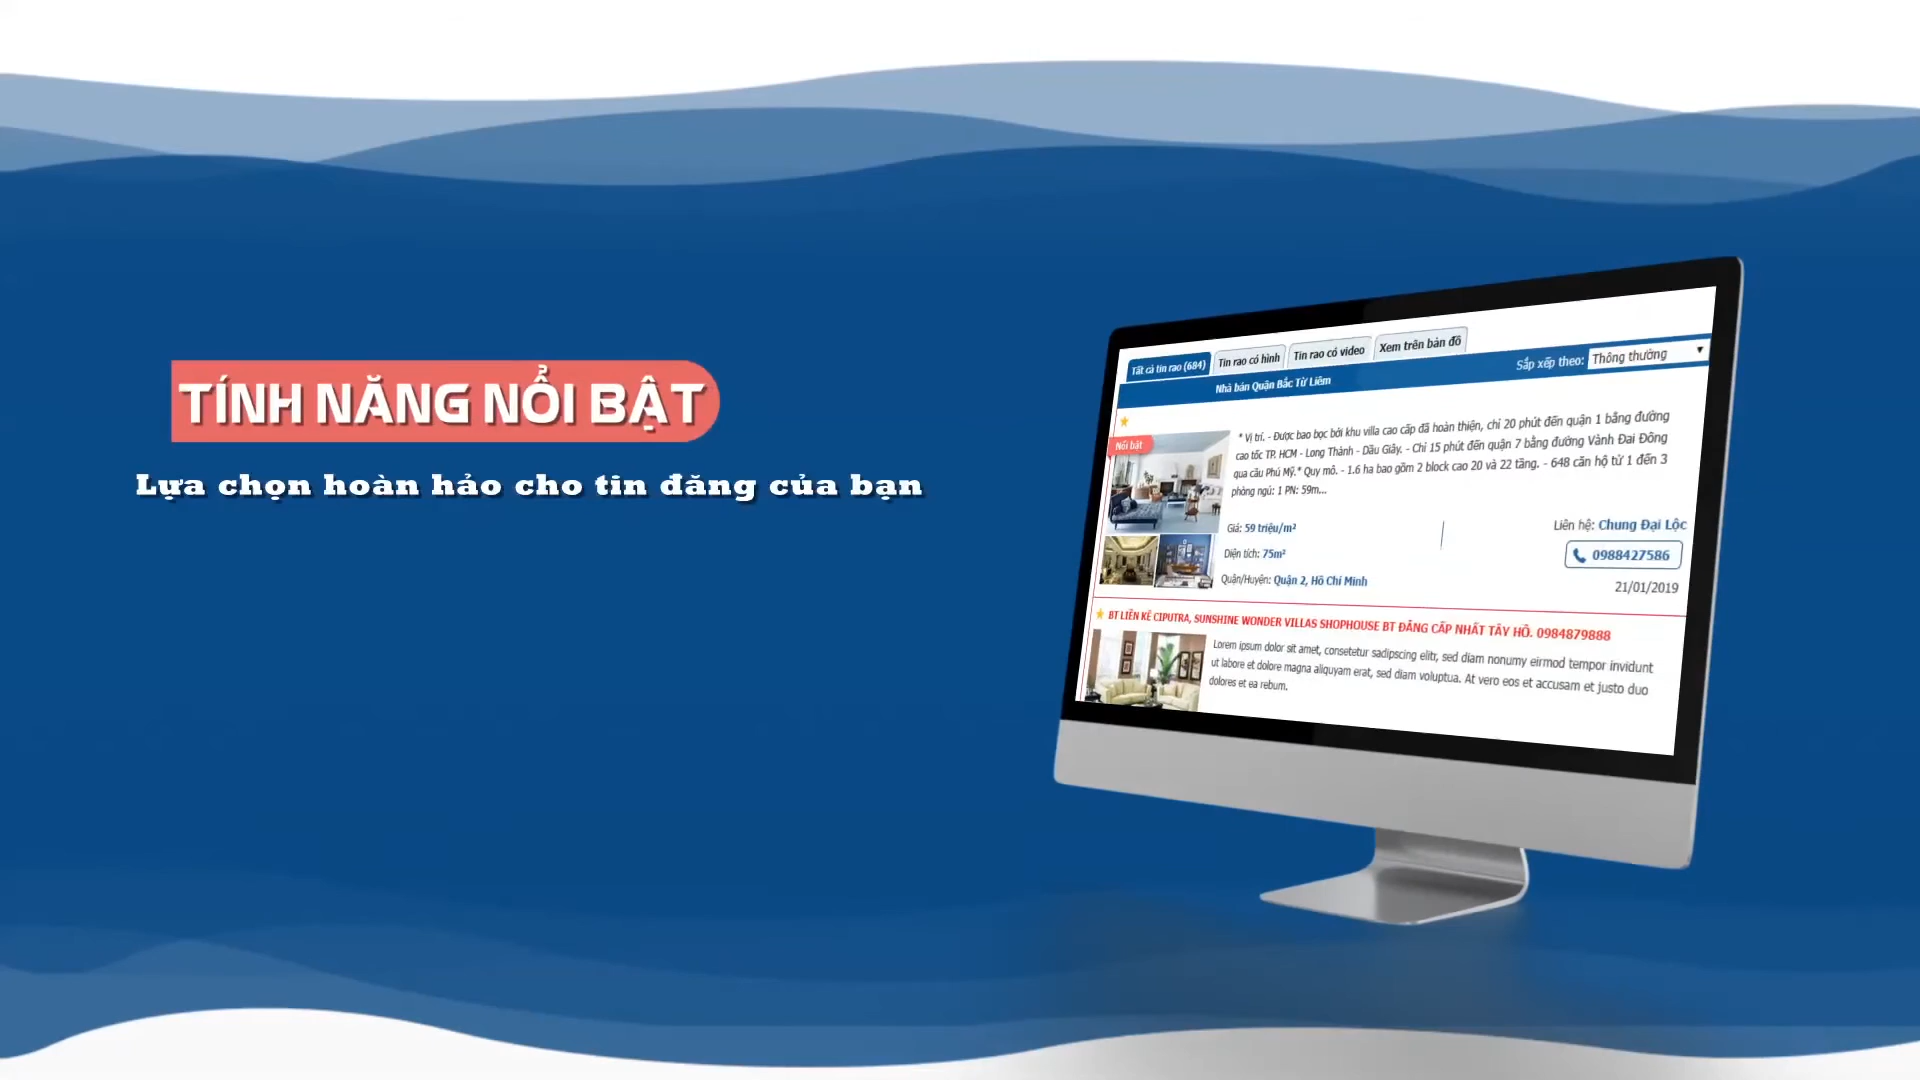 TÍNH NĂNG NỔI BẬT
Lựa chọn hoàn hảo cho tin đăng của bạn
Tất cả tin rao (684)
Tin rao có hình
Tin rao có video
Xem trên bản đồ
Nhà bán Quận Bắc Từ Liêm
Sắp xếp theo: Thông thường
Nổi bật
* Vị trí. - Được bao bọc bởi khu villa cao cấp đã hoàn thiện, chỉ 20 phút đến quận 1 bằng đường
cao tốc TP. HCM - Long Thành - Dầu Giây. - Chỉ 15 phút đến quận 7 bằng đường Vành Đai Đông
qua cầu Phú Mỹ.* Quy mô. - 1.6 ha bao gồm 2 block cao 20 và 22 tầng. - 648 căn hộ từ 1 đến 3
phòng ngủ: 1 PN: 59m...
Giá: 59 triệu/m²
Diện tích: 75m²
Quận/Huyện: Quận 2, Hồ Chí Minh
Liên hệ: Chung Đại Lộc
0988427586
21/01/2019
BT LIỀN KỀ CIPUTRA, SUNSHINE WONDER VILLAS SHOPHOUSE BT ĐẲNG CẤP NHẤT TÂY HỒ. 0984879888
Lorem ipsum dolor sit amet, consetetur sadipscing elitr, sed diam nonumy eirmod tempor invidunt
ut labore et dolore magna aliquyam erat, sed diam voluptua. At vero eos et accusam et justo duo
dolores et ea rebum.